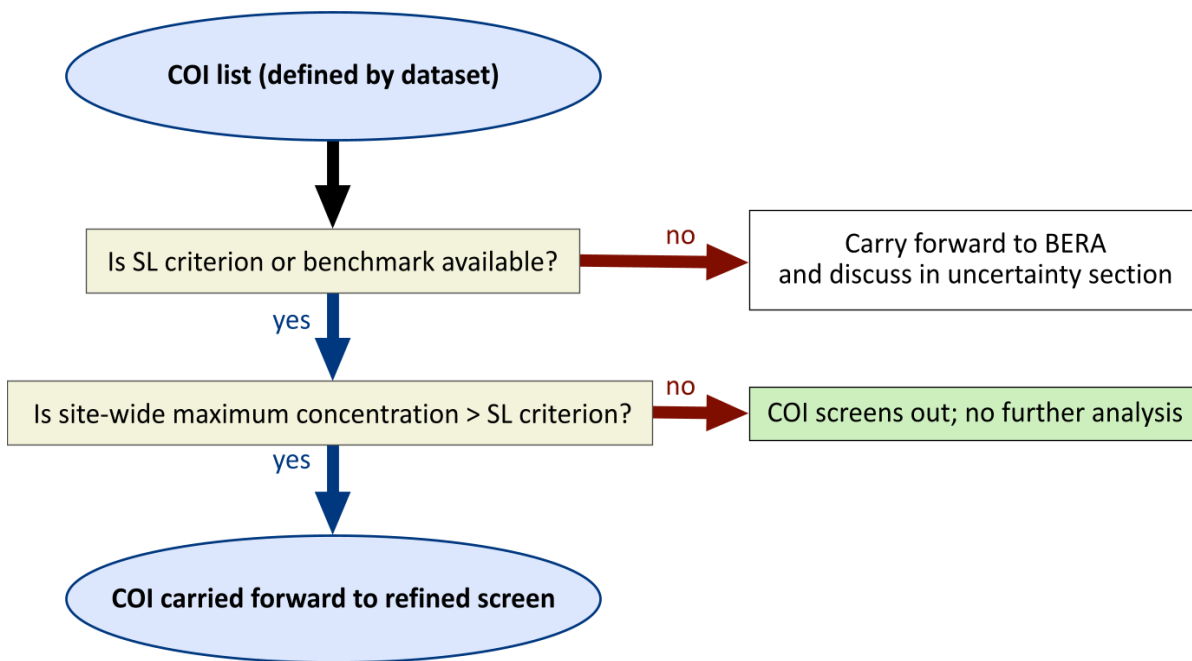 COI list (defined by dataset)
Is SL criterion or benchmark available?
no
Carry forward to BERA
and discuss in uncertainty section
yes
Is site-wide maximum concentration > SL criterion?
no
COI screens out; no further analysis
yes
COI carried forward to refined screen